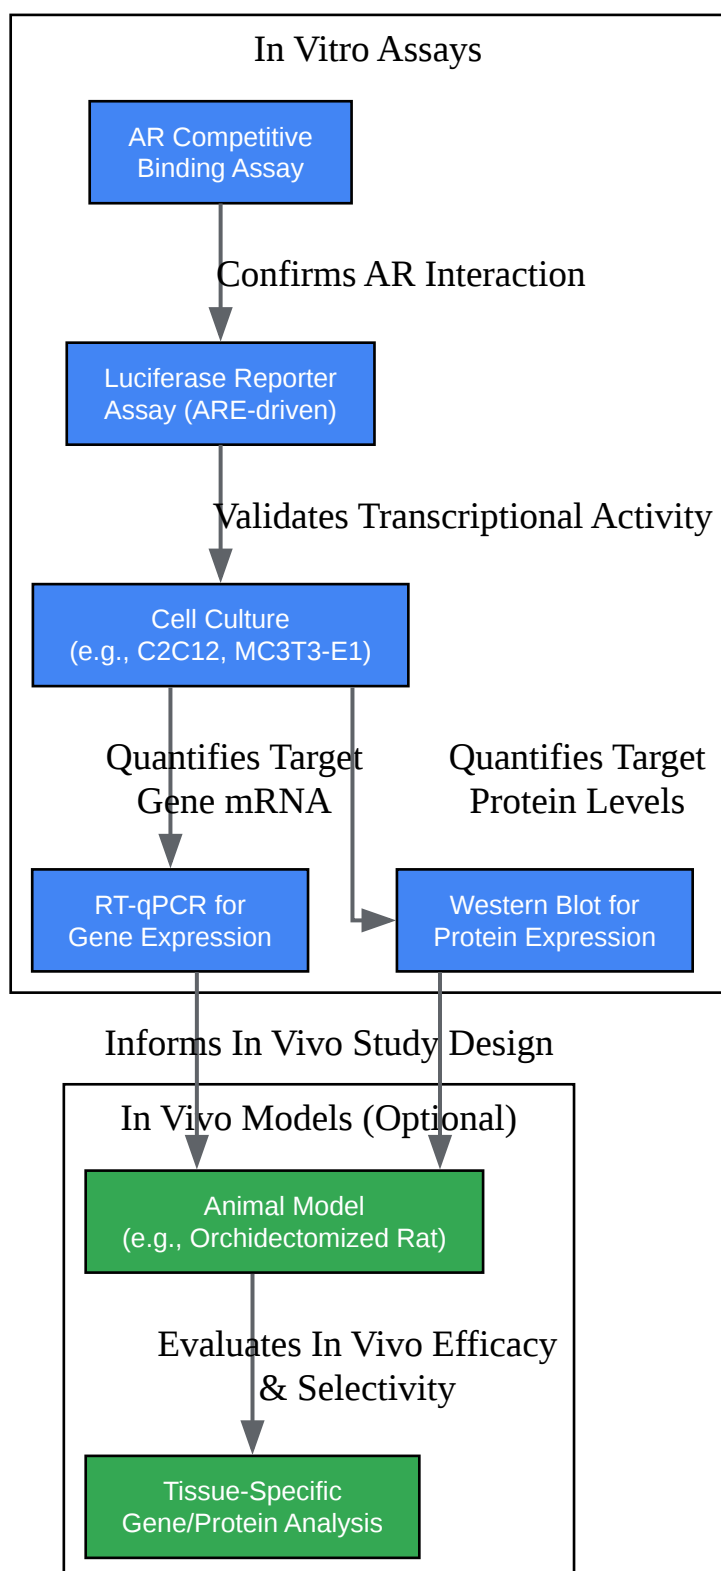 In Vitro Assays
AR Competitive
Binding Assay
Confirms AR Interaction
Luciferase Reporter
Assay (ARE-driven)
Validates Transcriptional Activity
Cell Culture
(e.g., C2C12, MC3T3-E1)
Quantifies Target
Gene mRNA
Quantifies Target
Protein Levels
RT-qPCR for
Gene Expression
Western Blot for
Protein Expression
Informs In Vivo Study Design
In Vivo Models (Optional)
Animal Model
(e.g., Orchidectomized Rat)
Evaluates In Vivo Efficacy
& Selectivity
Tissue-Specific
Gene/Protein Analysis